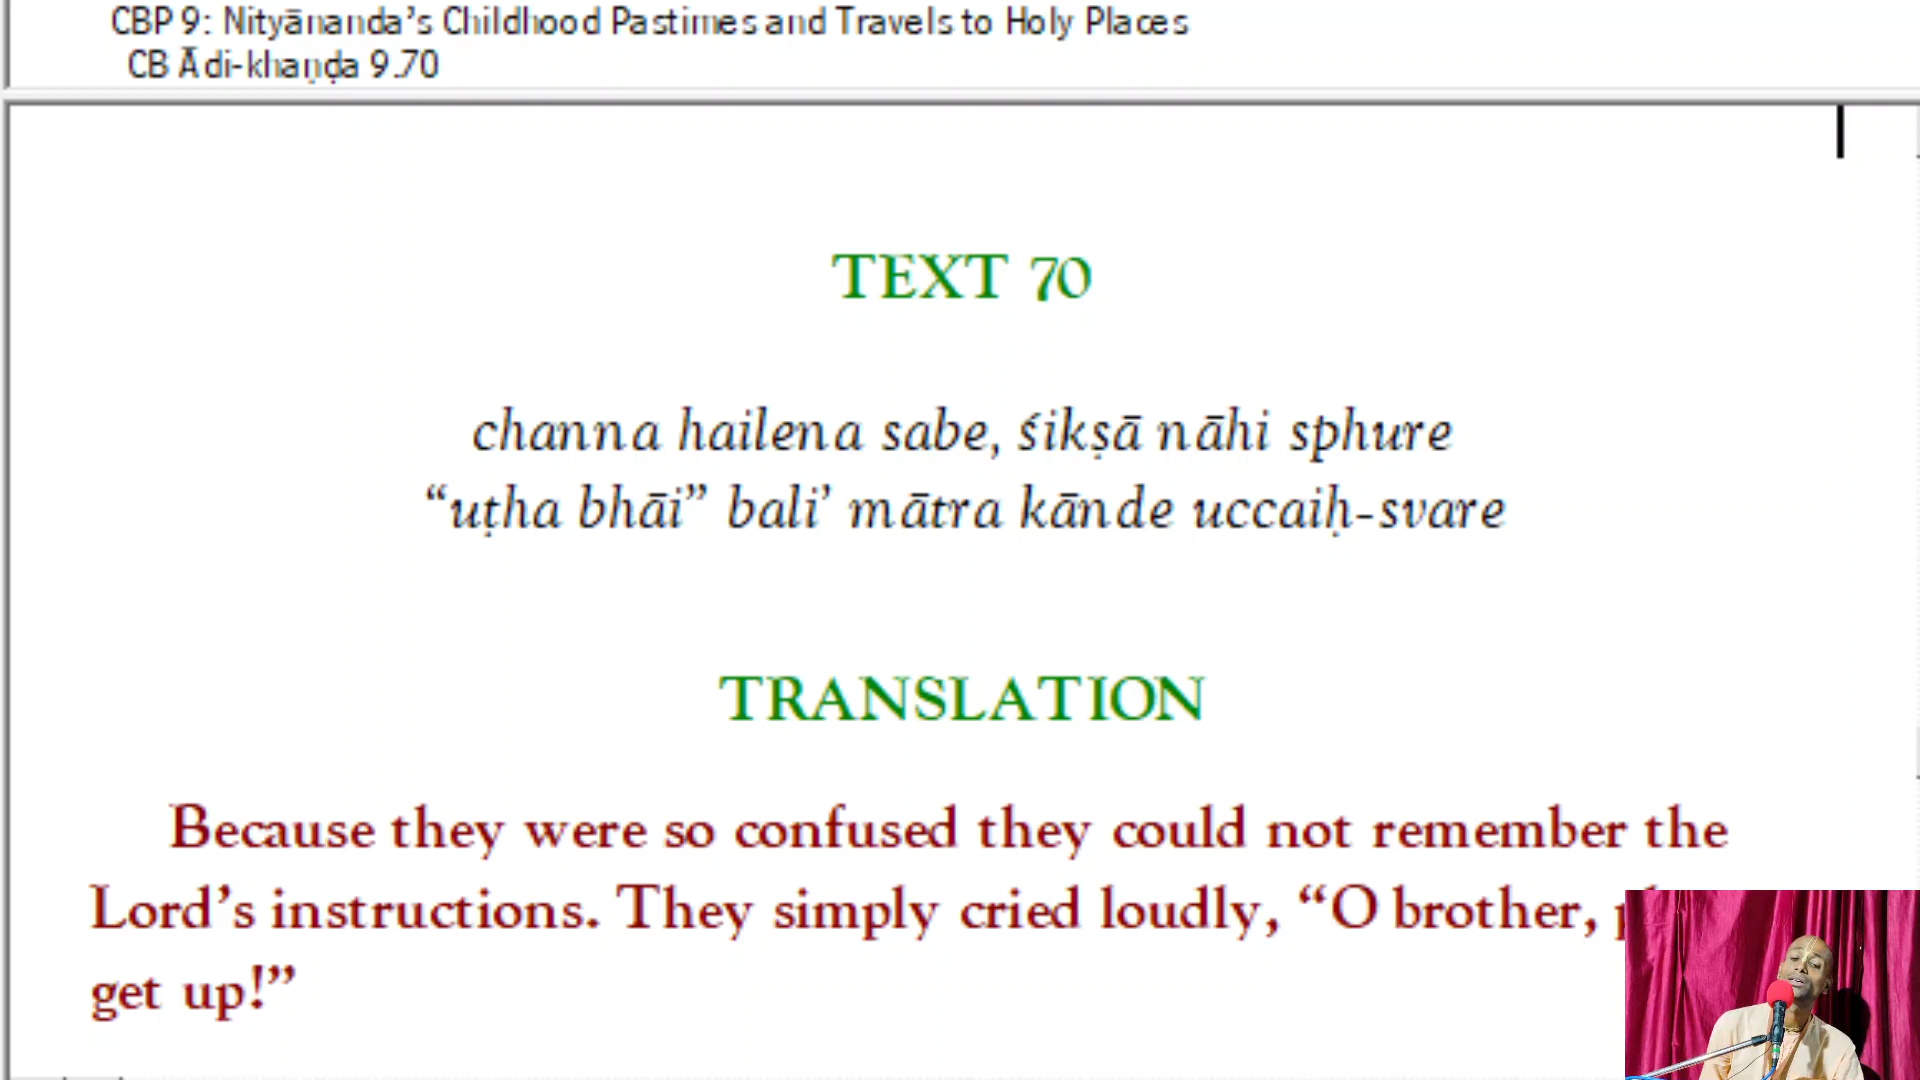 CBP 9: Nityānanda’s Childhood Pastimes and Travels to Holy Places
CB Ādi-khaṇḍa 9.70
TEXT 70
channa hailena sabe, śikṣā nāhi sphure
“uṭha bhāi” bali’ mātra kānde uccaiḥ-svare
TRANSLATION
Because they were so confused they could not remember the
Lord’s instructions. They simply cried loudly, “O brother,
get up!”